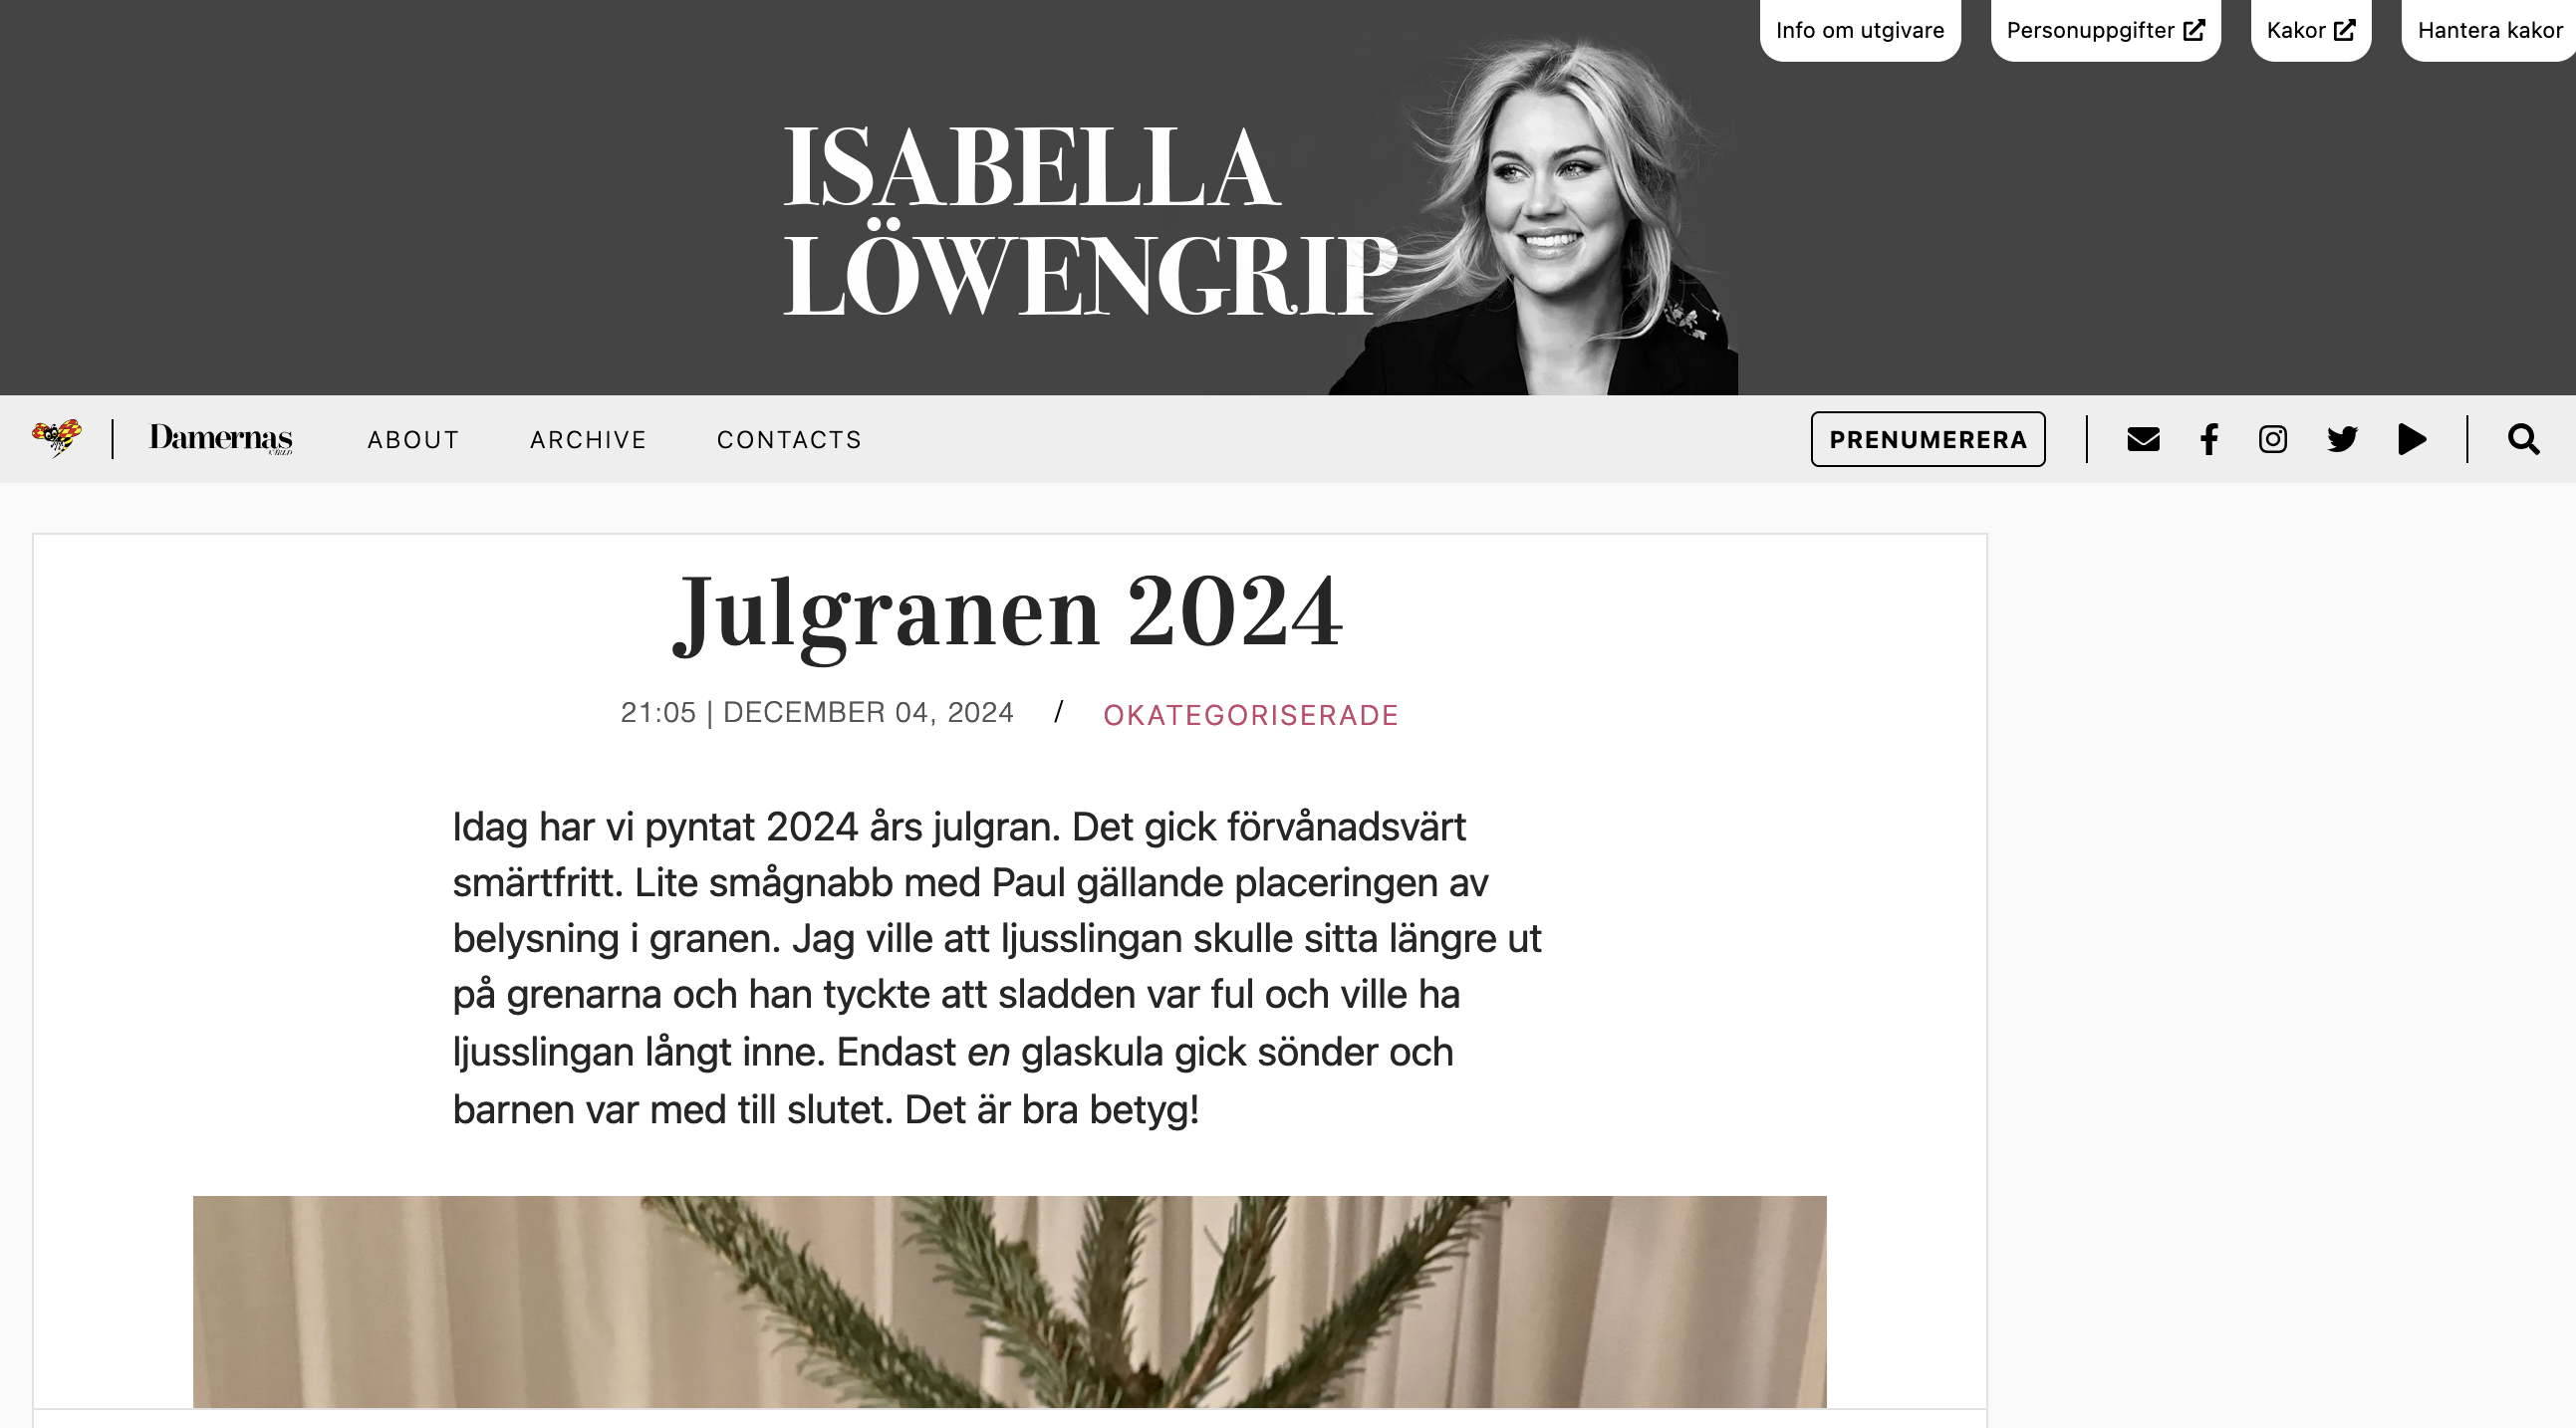 Info om utgivare
Personuppgifter
Kakor
Hantera kakor
ISABELLA
LÖWENGRIP
Damernas
VÄRLD
ABOUT
ARCHIVE
CONTACTS
PRENUMERERA
Julgranen 2024
21:05 | DECEMBER 04, 2024 / OKATEGORISERADE
Idag har vi pyntat 2024 års julgran. Det gick förvånadsvärt
smärtfritt. Lite smågnabb med Paul gällande placeringen av
belysning i granen. Jag ville att ljusslingan skulle sitta längre ut
på grenarna och han tyckte att sladden var ful och ville ha
ljusslingan långt inne. Endast en glaskula gick sönder och
barnen var med till slutet. Det är bra betyg!